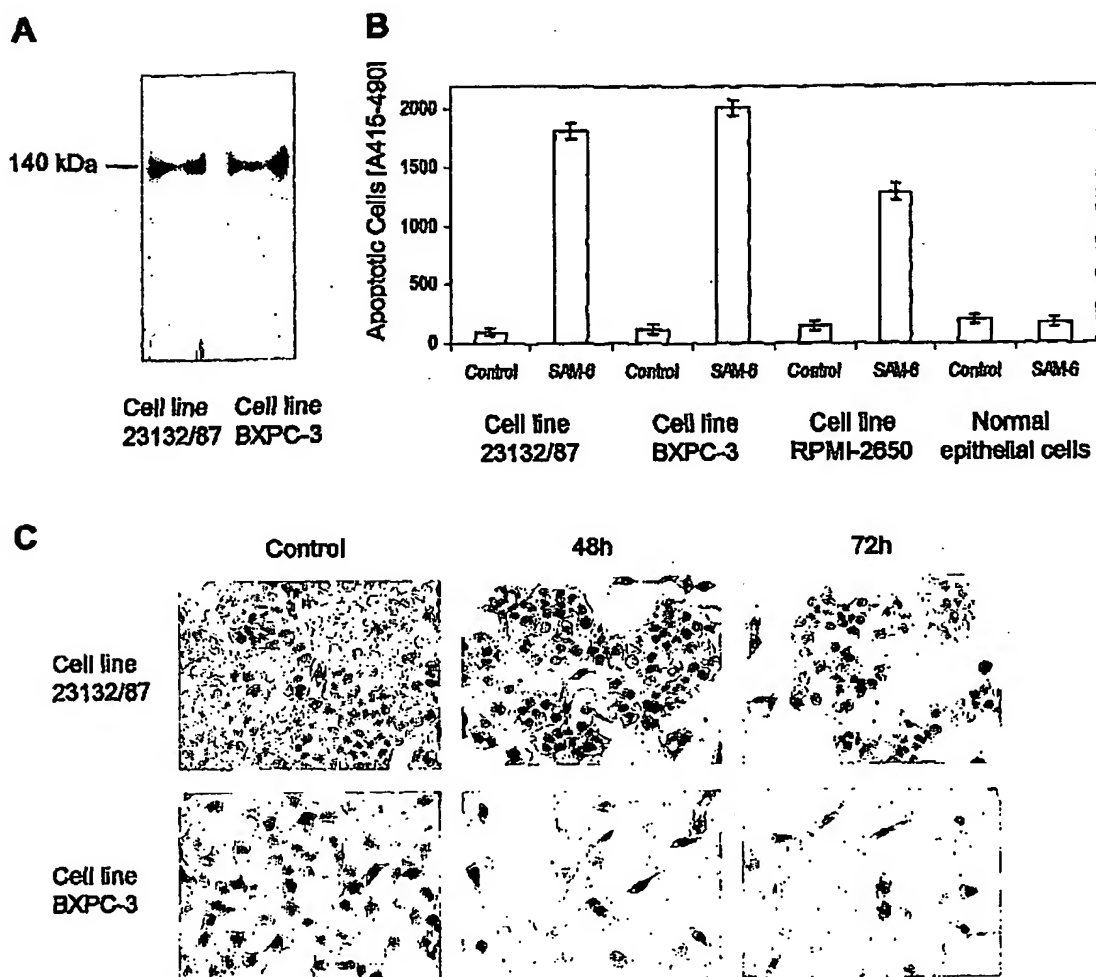 A
140 kDa
Cell line
23132/87
Cell line
BXPC-3
B
Apoptotic Cells [A415-490]
2000
1500
1000
500
0
Control SAM-6 Control SAM-6 Control SAM-6 Control SAM-6
Cell line
23132/87
Cell line
BXPC-3
Cell line
RPMI-2650
Normal
epithelial cells
C
Control 48h 72h
Cell line
23132/87
Cell line
BXPC-3